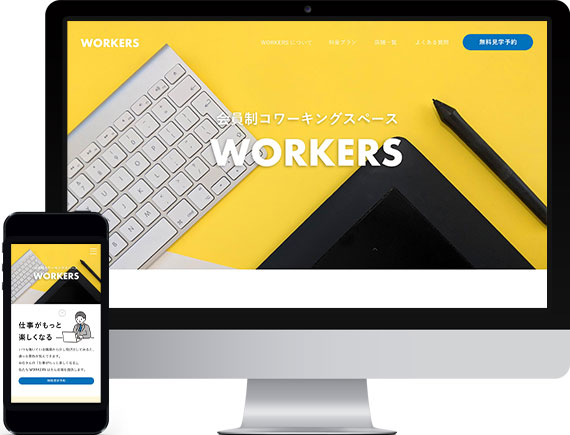 WORKERS
WORKERSについて
料金プラン
店舗一覧
よくある質問
無料見学予約
会員制コワーキングスペース
WORKERS
WORKERS
仕事がもっと
楽しくなる
無料見学予約